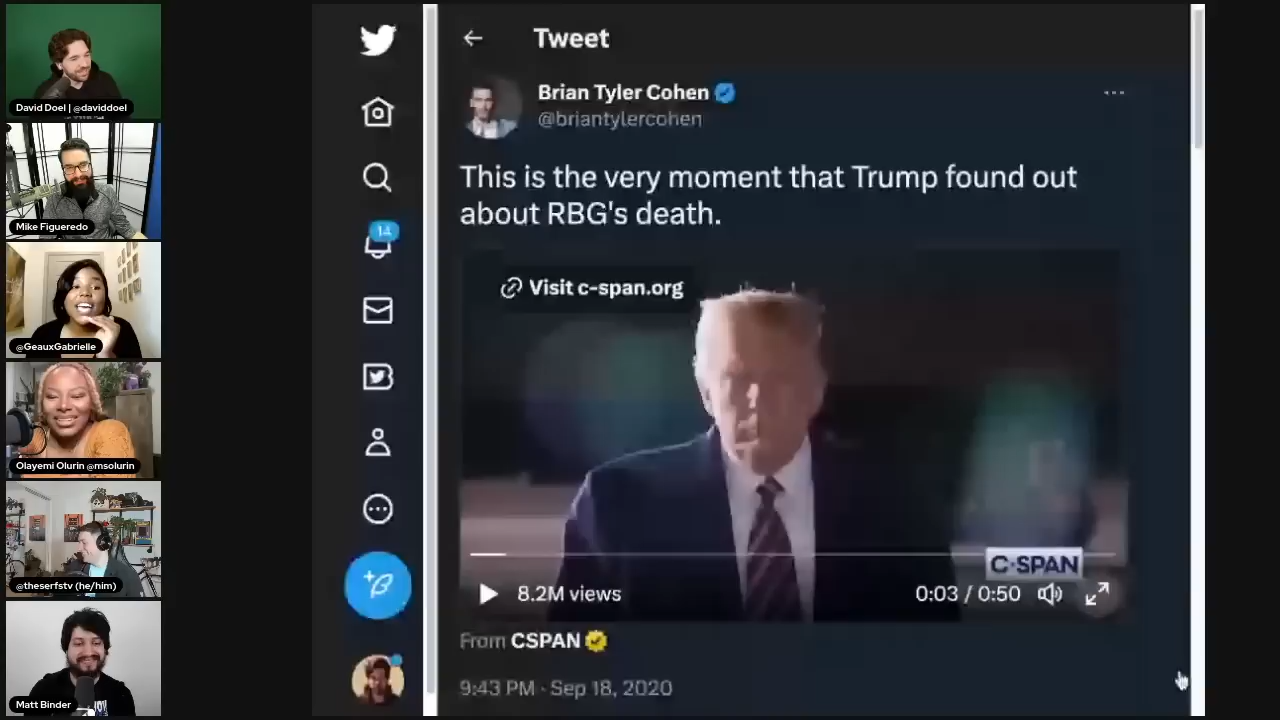 David Doel | @daviddoel
Mike Figueredo
@GeauxGabrielle
Olayemi Olurin @msolurin
@theserfstv (he/him)
Matt Binder
14
Tweet
Brian Tyler Cohen
@briantylercohen
This is the very moment that Trump found out
about RBG's death.
Visit c-span.org
C-SPAN
8.2M views
0:03 / 0:50
From CSPAN
9:43 PM · Sep 18, 2020